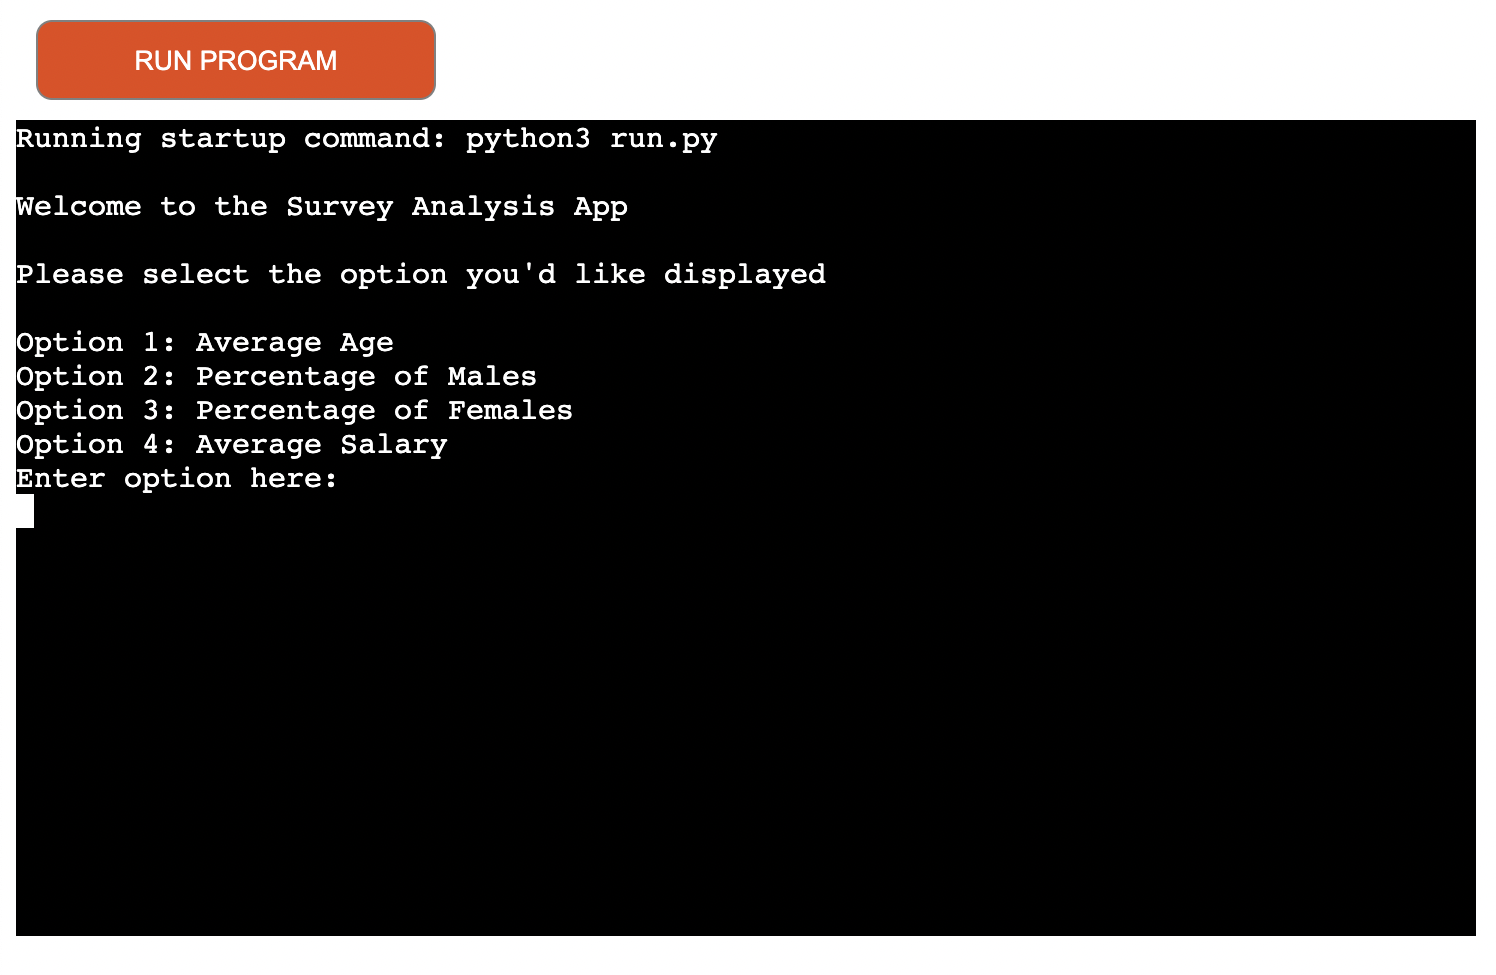 RUN PROGRAM
Running startup command: python3 run.py
Welcome to the Survey Analysis App
Please select the option you'd like displayed
Option 1: Average Age
Option 2: Percentage of Males
Option 3: Percentage of Females
Option 4: Average Salary
Enter option here: